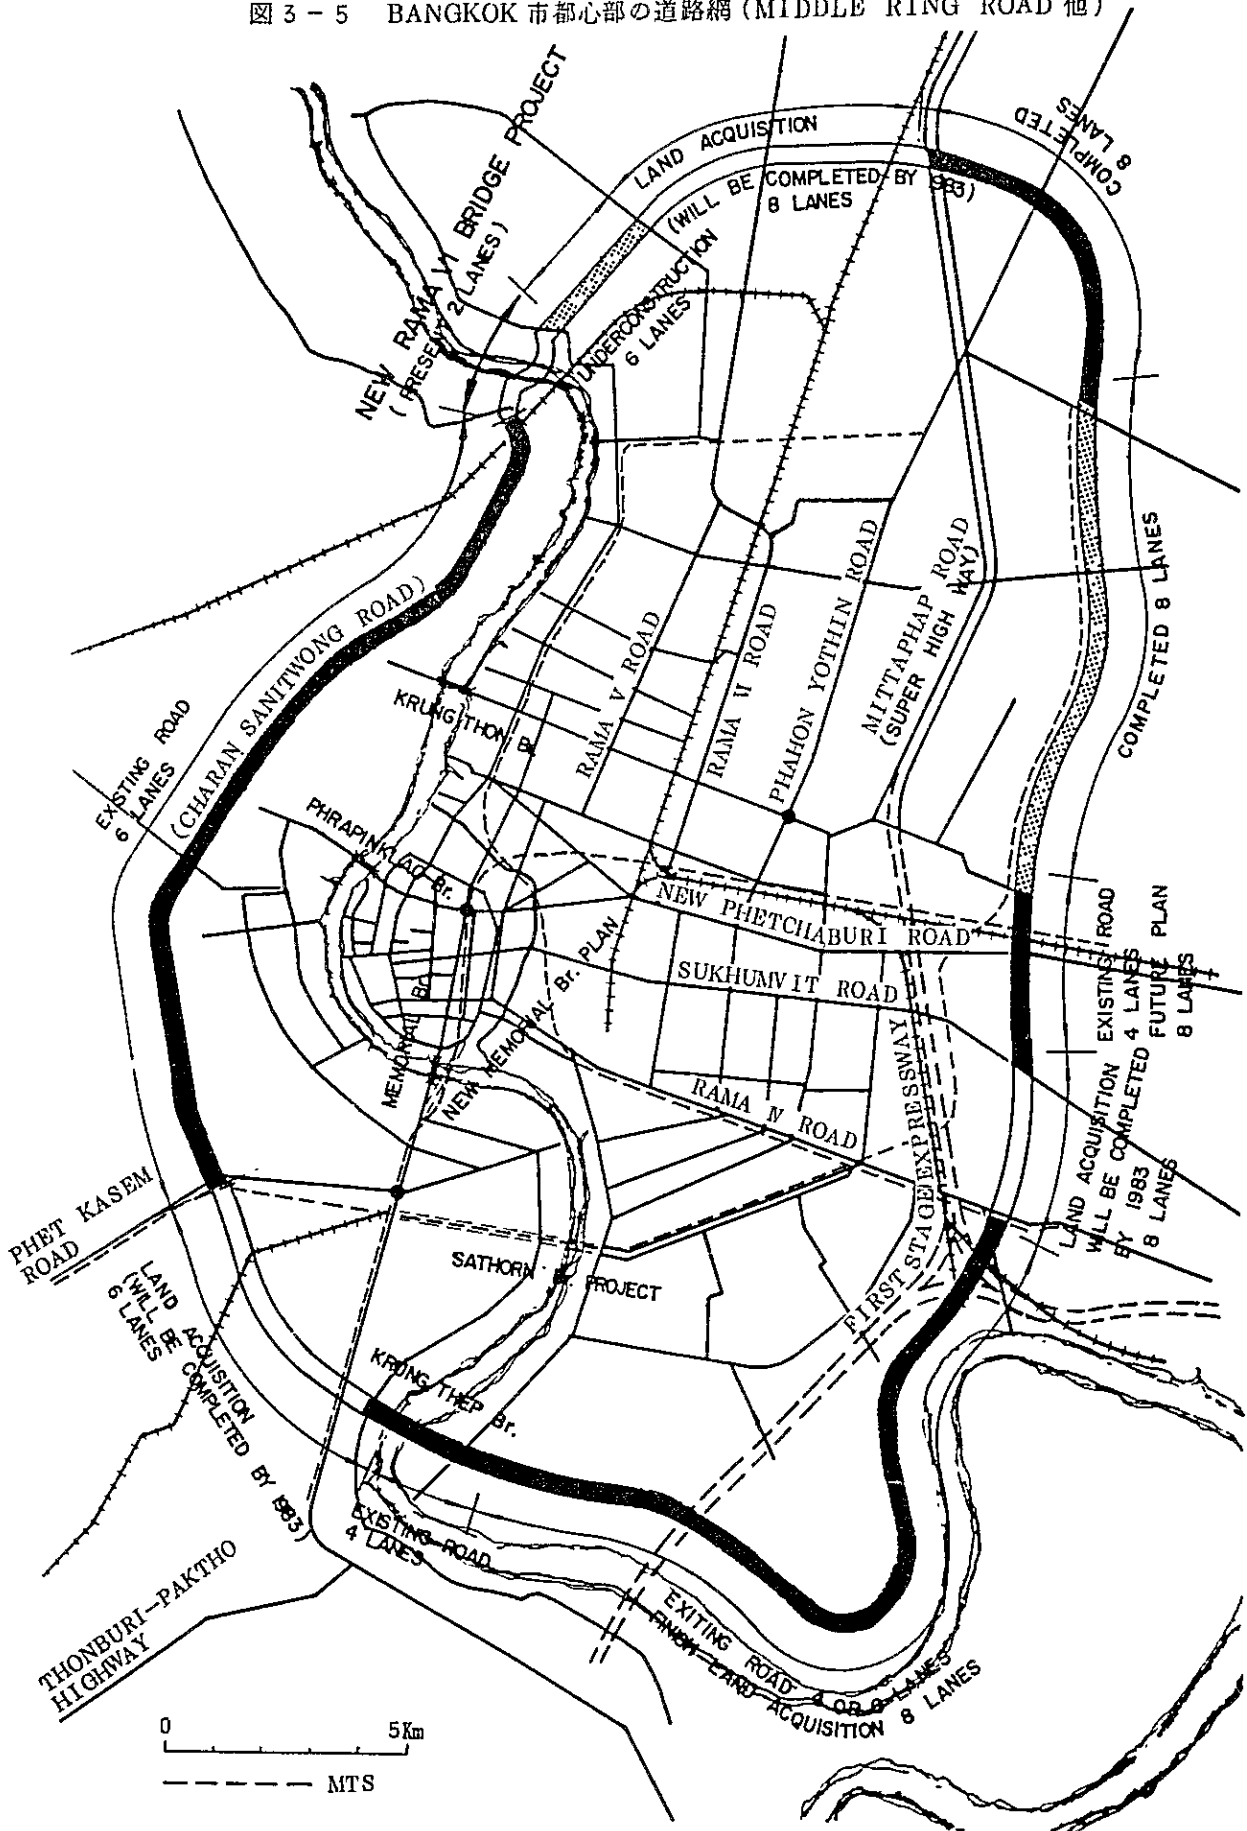 図 3 － 5 BANGKOK 市都心部の道路網 (MIDDLE RING ROAD 他)
NEW RAMA VI BRIDGE PROJECT
(PRESENT 2 LANES)
LAND ACQUISITION
(WILL BE COMPLETED BY 1983)
8 LANES
COMPLETED
8 LANES
UNDERCONSTRUCTION
6 LANES
COMPLETED 8 LANES
(CHARAN SANITWONG ROAD)
EXISTING ROAD
6 LANES
KRUNG THON Br.
RAMA V ROAD
RAMA VI ROAD
PHAHON YOTHIN ROAD
MITTAPHAP ROAD
(SUPER HIGH WAY)
PHRAPINKLAO Br.
NEW PHETCHABURI ROAD
SUKHUMVIT ROAD
RAMA IV ROAD
MEMORIAL Br.
NEW MEMORIAL Br. PLAN
FIRST STAGE EXPRESSWAY
EXISTING ROAD
4 LANES
FUTURE PLAN
8 LANES
LAND ACQUISITION
WILL BE COMPLETED
BY 1983
8 LANES
PHET KASEM
ROAD
SATHORN Br. PROJECT
LAND ACQUISITION
(WILL BE COMPLETED BY 1983)
6 LANES
KRUNG THEP Br.
EXISTING ROAD
4 LANES
THONBURI-PAKTHO
HIGHWAY
EXITING ROAD 4 OR 6 LANES
FINISH LAND ACQUISITION 8 LANES
0 5Km
MTS